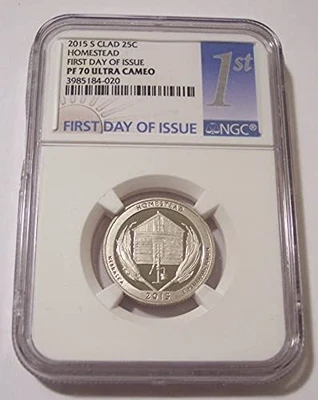 2015 S CLAD 25C
HOMESTEAD
FIRST DAY OF ISSUE
PF 70 ULTRA CAMEO
3985184-020
1st
FIRST DAY OF ISSUE
NGC®
HOMESTEAD
NEBRASKA
2015